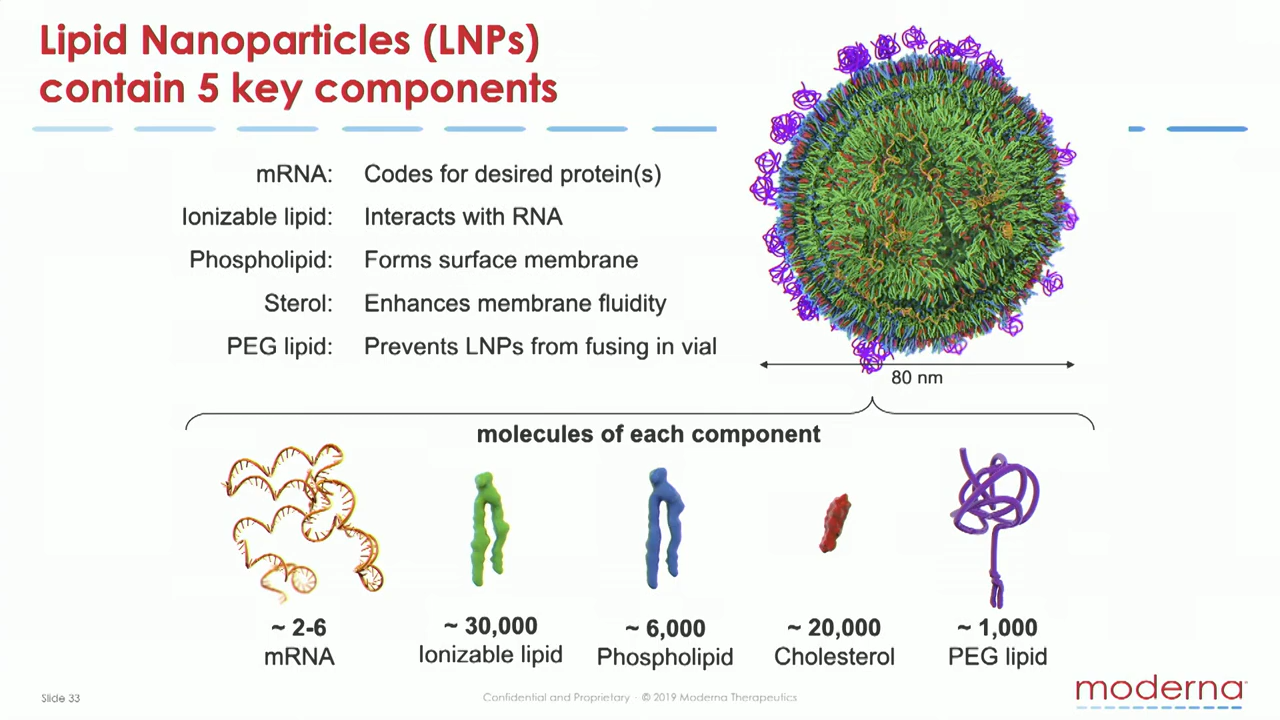 Lipid Nanoparticles (LNPs)
contain 5 key components
mRNA: Codes for desired protein(s)
Ionizable lipid: Interacts with RNA
Phospholipid: Forms surface membrane
Sterol: Enhances membrane fluidity
PEG lipid: Prevents LNPs from fusing in vial
80 nm
molecules of each component
~ 2-6
mRNA
~ 30,000
Ionizable lipid
~ 6,000
Phospholipid
~ 20,000
Cholesterol
~ 1,000
PEG lipid
Slide 33
Confidential and Proprietary · © 2019 Moderna Therapeutics
moderna